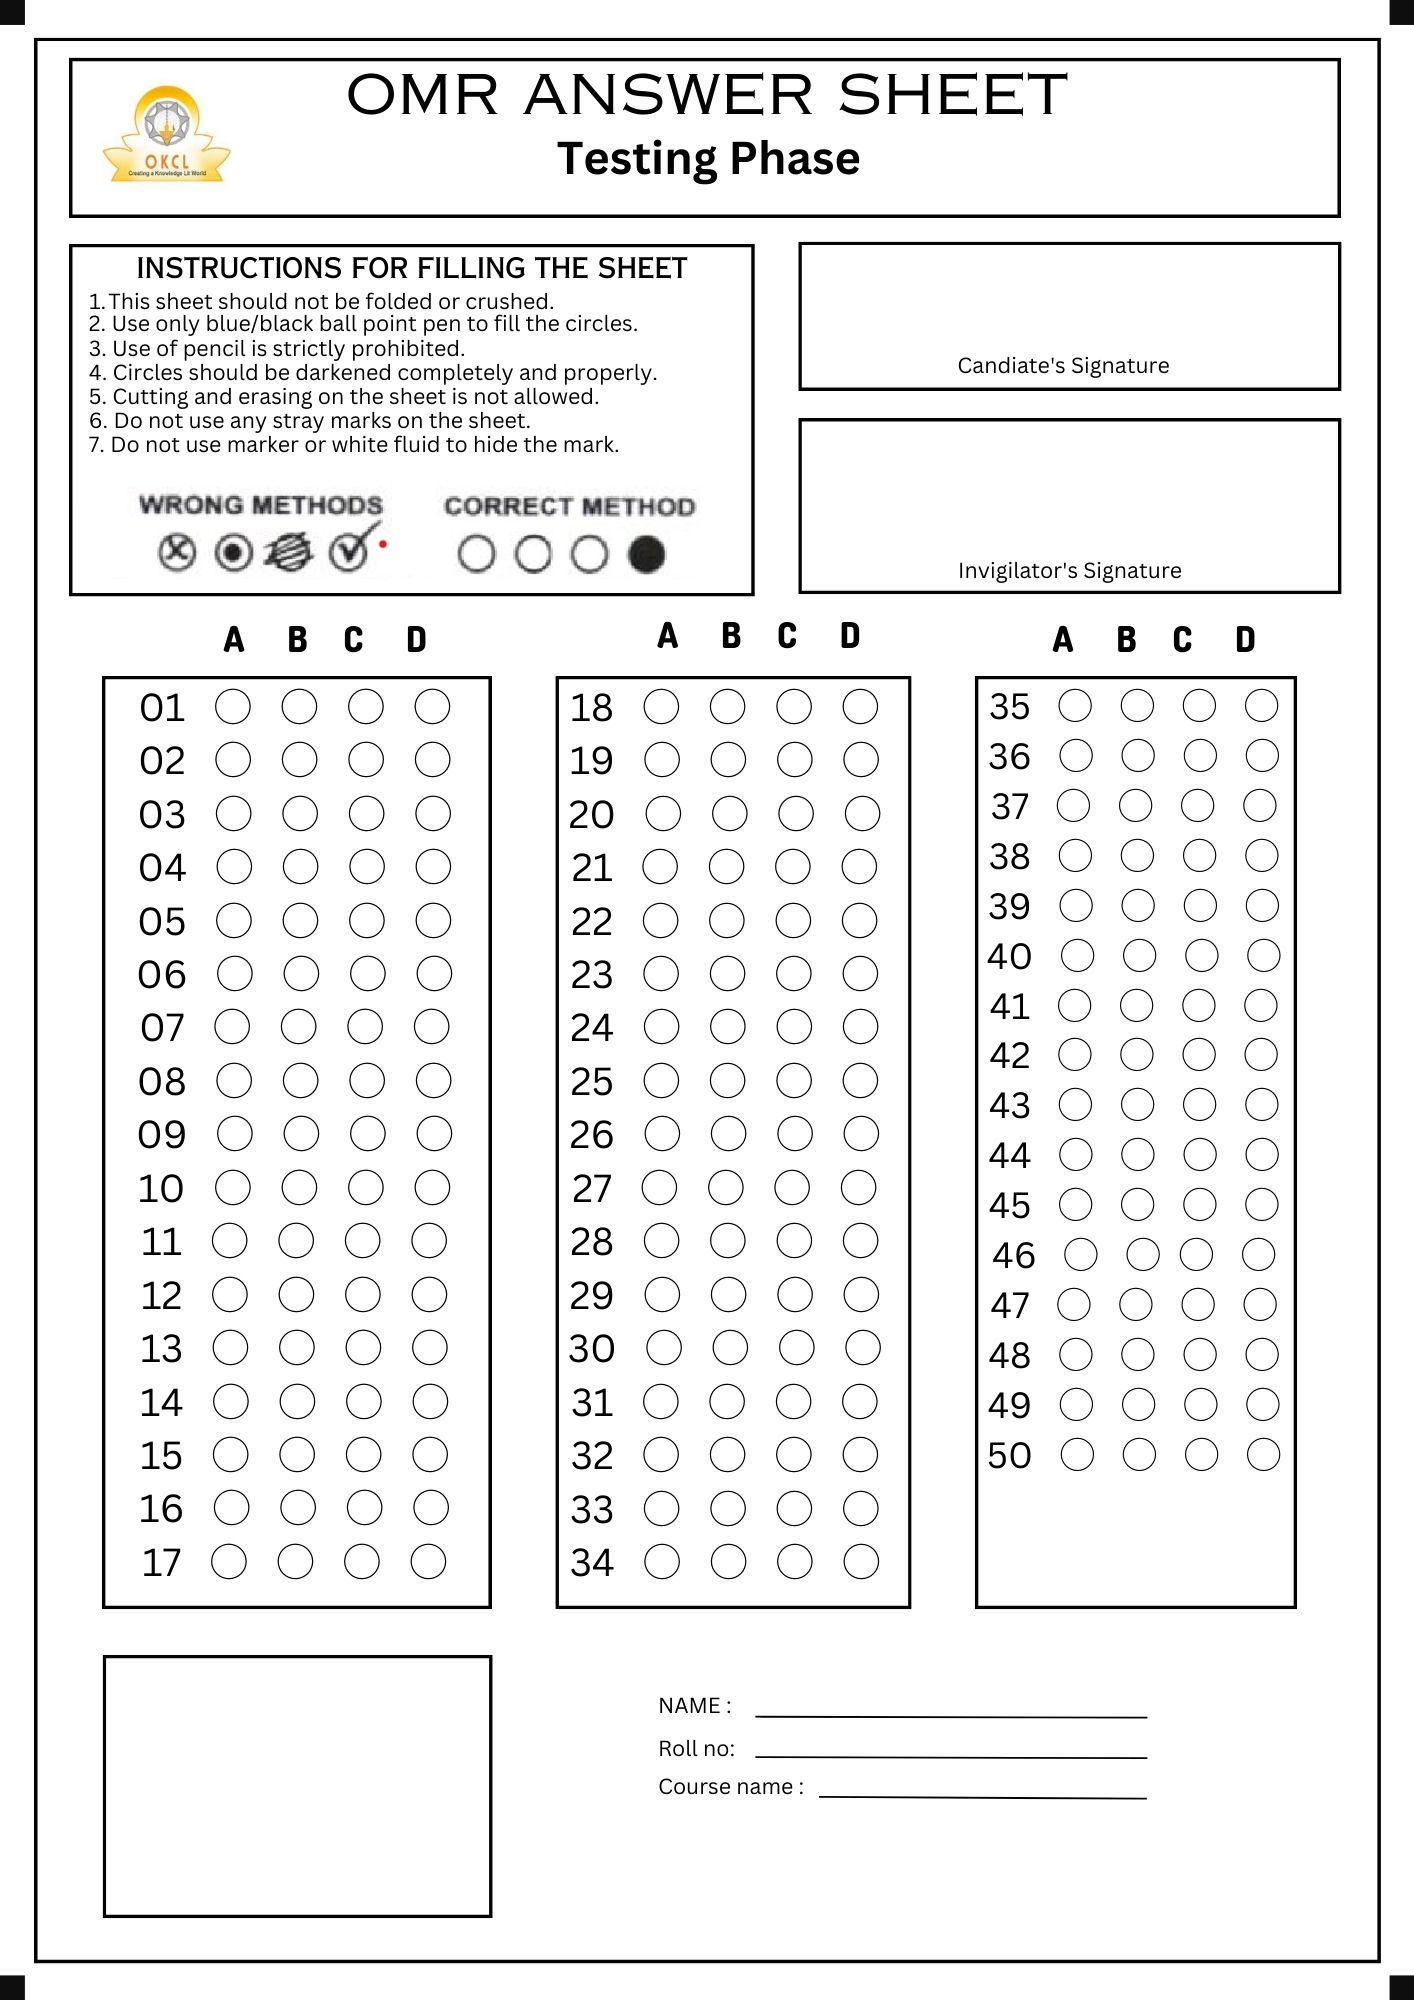 OMR ANSWER SHEET
Testing Phase
OKCL
Creating a Knowledge Lit World
INSTRUCTIONS FOR FILLING THE SHEET
1.This sheet should not be folded or crushed.
2. Use only blue/black ball point pen to fill the circles.
3. Use of pencil is strictly prohibited.
4. Circles should be darkened completely and properly.
5. Cutting and erasing on the sheet is not allowed.
6. Do not use any stray marks on the sheet.
7. Do not use marker or white fluid to hide the mark.
WRONG METHODS CORRECT METHOD
Candiate's Signature
Invigilator's Signature
A B C D
01
02
03
04
05
06
07
08
09
10
11
12
13
14
15
16
17
A B C D
18
19
20
21
22
23
24
25
26
27
28
29
30
31
32
33
34
A B C D
35
36
37
38
39
40
41
42
43
44
45
46
47
48
49
50
NAME :
Roll no:
Course name :